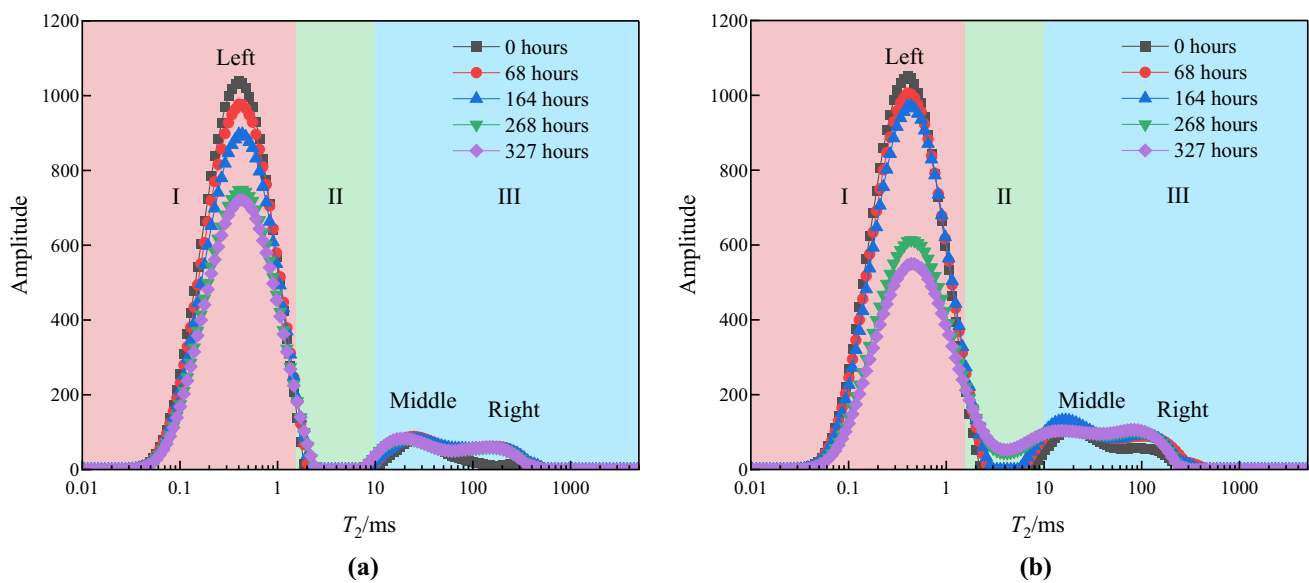 1200
1000
800
600
400
200
0
Amplitude
Left
I
II
III
0 hours
68 hours
164 hours
268 hours
327 hours
Middle
Right
0.01 0.1 1 10 100 1000
T₂/ms
(a)
1200
1000
800
600
400
200
0
Amplitude
Left
I
II
III
0 hours
68 hours
164 hours
268 hours
327 hours
Middle
Right
0.01 0.1 1 10 100 1000
T₂/ms
(b)